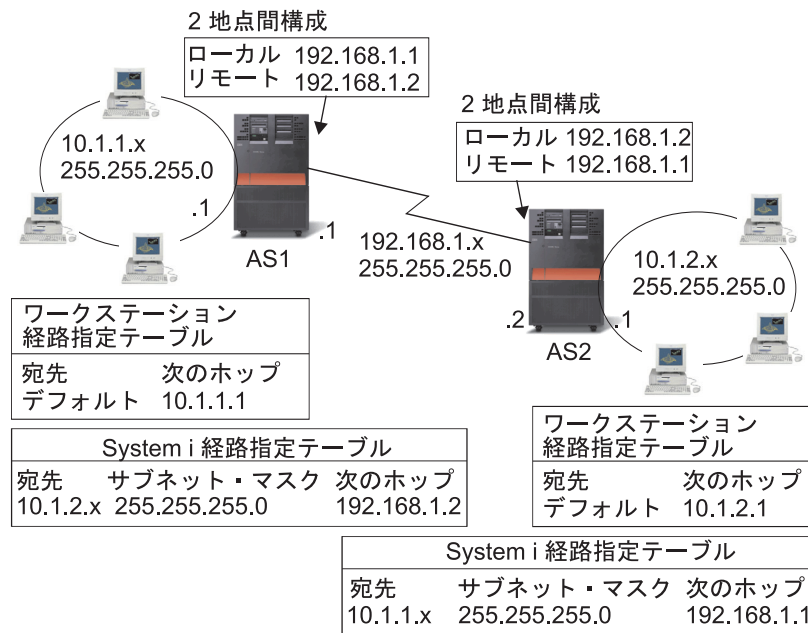 2 地点間構成
ローカル 192.168.1.1
リモート 192.168.1.2
10.1.1.x
255.255.255.0
.1
.1
AS1
2 地点間構成
ローカル 192.168.1.2
リモート 192.168.1.1
192.168.1.x
255.255.255.0
10.1.2.x
255.255.255.0
.2
.1
AS2
ワークステーション
経路指定テーブル
宛先 次のホップ
デフォルト 10.1.1.1
System i 経路指定テーブル
宛先 サブネット・マスク 次のホップ
10.1.2.x 255.255.255.0 192.168.1.2
ワークステーション
経路指定テーブル
宛先 次のホップ
デフォルト 10.1.2.1
System i 経路指定テーブル
宛先 サブネット・マスク 次のホップ
10.1.1.x 255.255.255.0 192.168.1.1